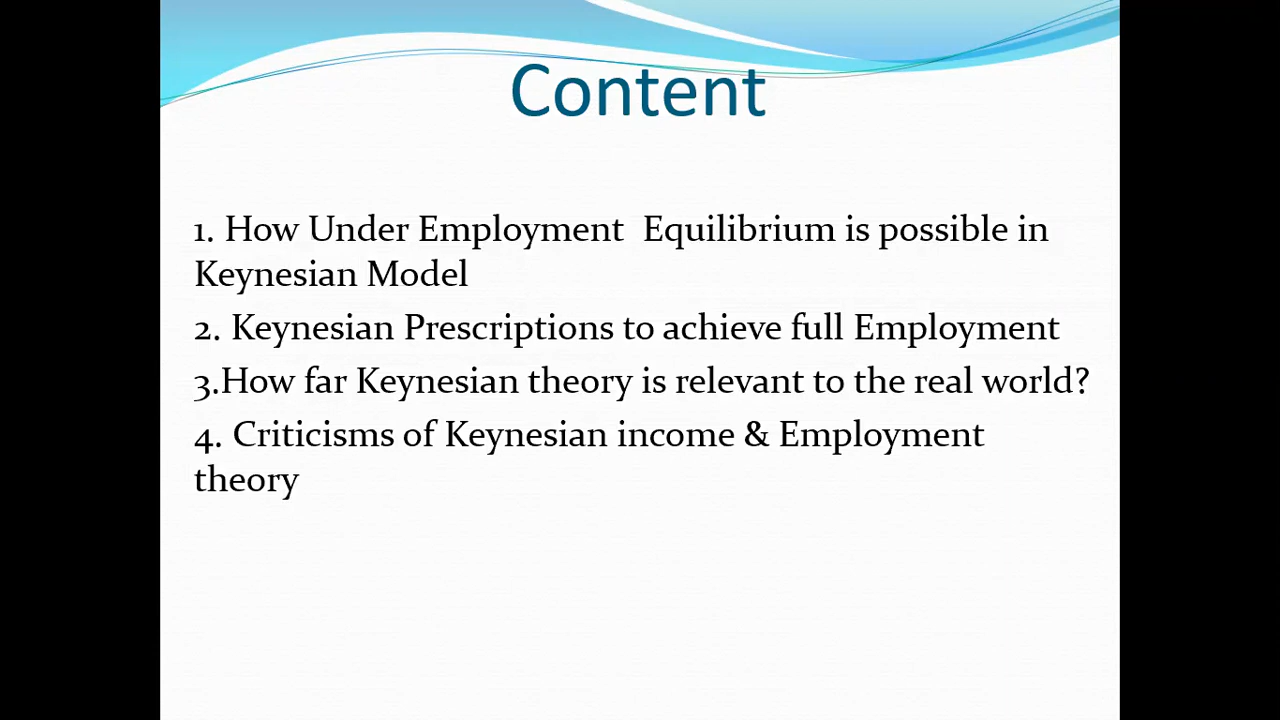 Content
1. How Under Employment  Equilibrium is possible in
Keynesian Model
2. Keynesian Prescriptions to achieve full Employment
3.How far Keynesian theory is relevant to the real world?
4. Criticisms of Keynesian income & Employment
theory